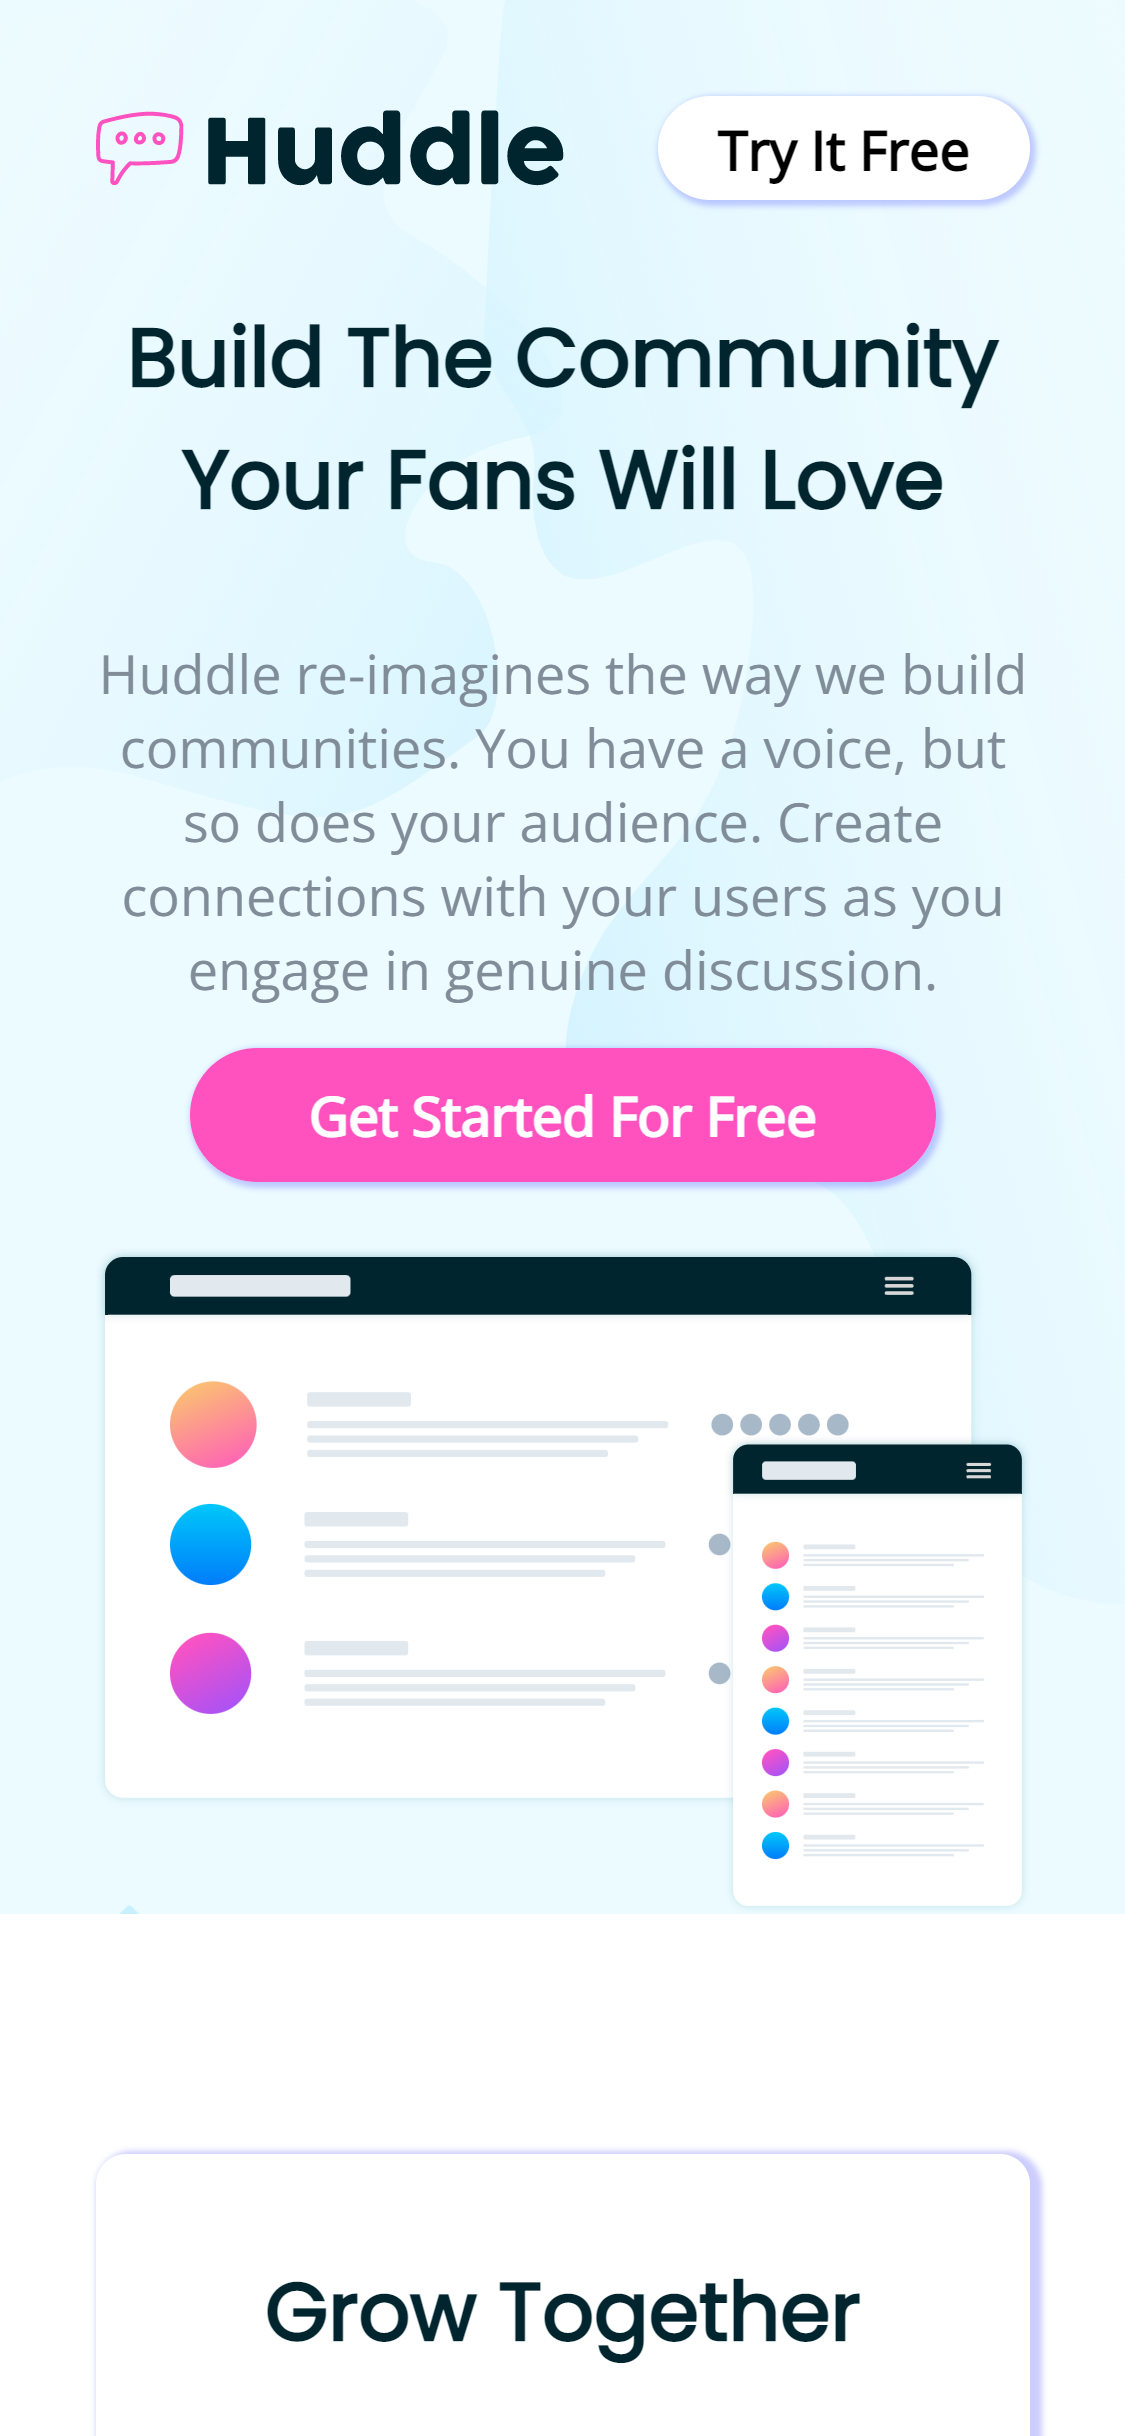 Huddle
Try It Free
Build The Community
Your Fans Will Love
Huddle re-imagines the way we build
communities. You have a voice, but
so does your audience. Create
connections with your users as you
engage in genuine discussion.
Get Started For Free
Grow Together